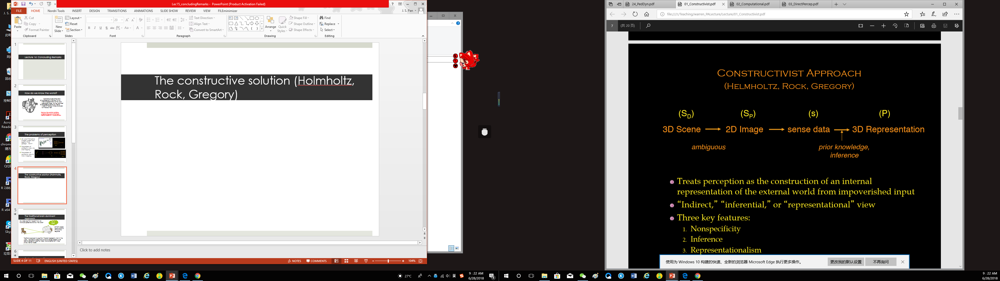 Lec15_concludingRemarks - PowerPoint (Product Activation Failed)
FILE HOME Nordri Tools INSERT DESIGN TRANSITIONS ANIMATIONS SLIDE SHOW REVIEW VIEW FILEminimizer
J. S. Pan
Paste
Cut
Copy
Format Painter
Clipboard
New Slide
Layout
Reset
Section
Slides
20
Font
Text Direction
Align Text
Convert to SmartArt
Paragraph
Arrange
Quick Styles
Shape Fill
Shape Outline
Shape Effects
Drawing
Find
Replace
Select
Editing
1
Lecture 16: Concluding Remarks
2
How do we know the world?
3
The problems of perception
4
The constructive solution (Holmholtz,
Rock, Gregory)
5
The traditional brain dominant
approach
6
The constructive solution (Holmholtz,
Rock, Gregory)
Click to add notes
SLIDE 4 OF 11 ENGLISH (UNITED STATES) NOTES COMMENTS 104%
27°C 英 9 : 22 AM
6/28/2018
24_PedDyn.pdf 01_Constructivist.pdf 02_Computational.pdf 03_DirectPercep.pdf
file:///J:/Teaching/warren_PALecture/Lecture/01_Constructivist.pdf
7 (共 20 页)
CONSTRUCTIVIST APPROACH
(HELMHOLTZ, ROCK, GREGORY)
(SD) (SP) (s) (P)
3D Scene → 2D Image → sense data → 3D Representation
ambiguous prior knowledge,
inference
Treats perception as the construction of an internal
representation of the external world from impoverished input
“Indirect,” “inferential,” or “representational” view
Three key features:
1. Nonspecificity
2. Inference
3. Representationalism
使用为 Windows 10 构建的快速、全新的浏览器 Microsoft Edge 执行更多操作。 更改我的默认设置 不再询问
9 : 22 AM
6/28/2018